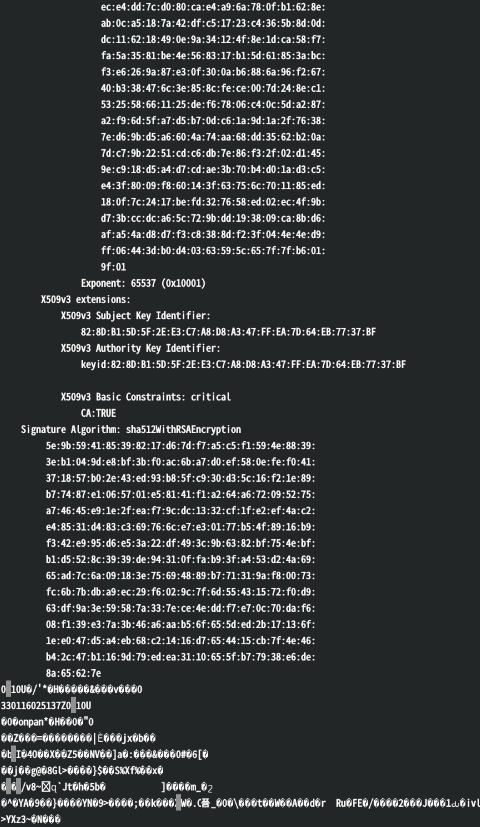 ec:e4:dd:7c:d0:80:ca:e4:a9:6a:78:0f:b1:62:8e:
ab:0c:a5:18:7a:42:df:c5:17:23:c4:36:5b:8d:0d:
dc:11:62:18:49:0e:9a:34:12:4f:8e:1d:ca:58:f7:
fa:5a:35:81:be:4e:56:83:17:b1:5d:61:85:3a:bc:
f3:e6:26:9a:87:e3:0f:30:0a:b6:88:6a:96:f2:67:
40:b3:38:47:6c:3e:85:8c:fe:ce:00:7d:24:8e:c1:
53:25:58:66:11:25:de:f6:78:06:c4:0c:5d:a2:87:
a2:f9:6d:5f:a7:d5:b7:0d:c6:1a:9d:1a:2f:76:38:
7e:d6:9b:d5:a6:60:4a:74:aa:68:dd:35:62:b2:0a:
7d:c7:9b:22:51:cd:c6:db:7e:86:f3:2f:02:d1:45:
9e:c9:18:d5:a4:d7:cd:ae:3b:70:b4:d0:1a:d3:c5:
e4:3f:80:09:f8:60:14:3f:63:75:6c:70:11:85:ed:
18:0f:7c:24:17:be:fd:32:76:58:ed:02:ec:4f:9b:
d7:3b:cc:dc:a6:5c:72:9b:dd:19:38:09:ca:8b:d6:
af:a5:4a:d8:d7:f3:c8:38:8d:f2:3f:04:4e:4e:d9:
ff:06:44:3d:b0:d4:03:63:59:5c:65:7f:7f:b6:01:
9f:01
Exponent: 65537 (0x10001)
X509v3 extensions:
X509v3 Subject Key Identifier:
82:8D:B1:5D:5F:2E:E3:C7:A8:D8:A3:47:FF:EA:7D:64:EB:77:37:BF
X509v3 Authority Key Identifier:
keyid:82:8D:B1:5D:5F:2E:E3:C7:A8:D8:A3:47:FF:EA:7D:64:EB:77:37:BF
X509v3 Basic Constraints: critical
CA:TRUE
Signature Algorithm: sha512WithRSAEncryption
5e:9b:59:41:85:39:82:17:d6:7d:f7:a5:c5:f1:59:4e:88:39:
3e:b1:04:9d:e8:bf:3b:f0:ac:6b:a7:d0:ef:58:0e:fe:f0:41:
37:18:57:b0:2e:43:ed:93:b8:5f:c9:30:d3:5c:16:f2:1e:89:
b7:74:87:e1:06:57:01:e5:81:41:f1:a2:64:a6:72:09:52:75:
a7:46:45:e9:1e:2f:ea:f7:9c:dc:13:32:cf:1f:e2:ef:4a:c2:
e4:85:31:d4:83:c3:69:76:6c:e7:e3:01:77:b5:4f:89:16:b9:
f3:42:e9:95:d6:e5:3a:22:df:49:3c:9b:63:82:bf:75:4e:bf:
b1:d5:52:8c:39:39:de:94:31:0f:fa:b9:3f:a4:53:d2:4a:69:
65:ad:7c:6a:09:18:3e:75:69:48:89:b7:71:31:9a:f8:00:73:
fc:6b:7b:db:a9:ec:29:f6:02:9c:7f:6d:55:43:15:72:f0:d9:
63:df:9a:3e:59:58:7a:33:7e:ce:4e:dd:f7:e7:0c:70:da:f6:
08:f1:39:e3:7a:3b:46:a6:aa:b5:6f:65:5d:ed:2b:17:13:6f:
1e:e0:47:d5:a4:eb:68:c2:14:16:d7:65:44:15:cb:7f:4e:46:
b4:2c:47:b1:16:9d:79:ed:ea:31:10:65:5f:b7:79:38:e6:de:
8a:65:62:7e
330116025137Z0 10U
�0�onpan*�H��0�"0